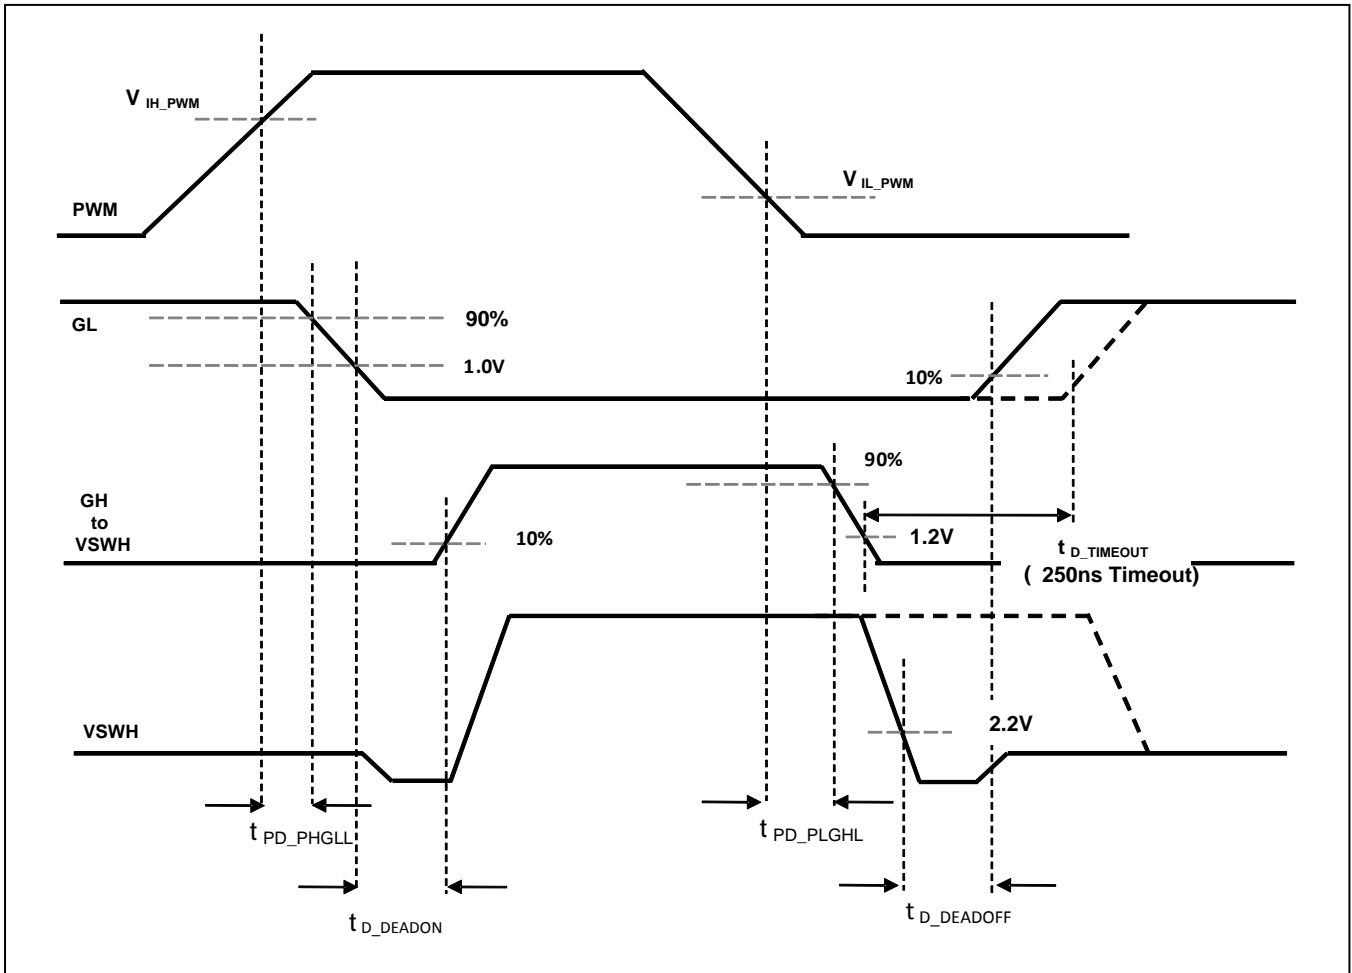 V IH_PWM
V IL_PWM
PWM
GL
90%
1.0V
10%
90%
GH
to
VSWH
10%
1.2V
t D_TIMEOUT
( 250ns Timeout)
VSWH
2.2V
t PD_PHGLL
t PD_PLGHL
t D_DEADON
t D_DEADOFF